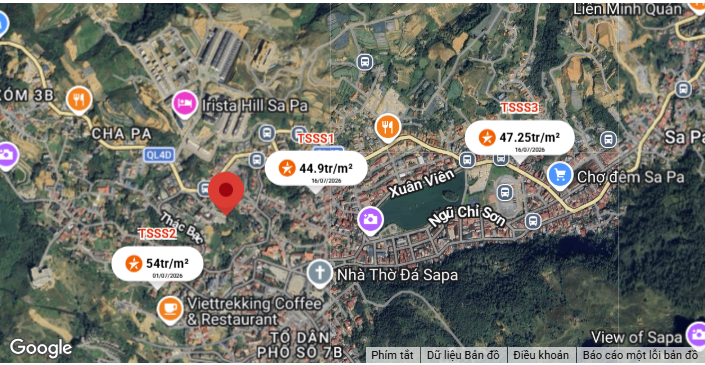 Liên Minh Quán
XÓM 3B
Irista Hill Sa Pa
TSSS3
47.25tr/m²
16/07/2026
CHA PA
TSSS1
QL4D
44.9tr/m²
16/07/2026
Sa Pa
Chợ đêm Sa Pa
Xuân Viên
Ngũ Chỉ Sơn
Thác Bạc
TSSS2
54tr/m²
01/07/2026
Nhà Thờ Đá Sapa
Viettrekking Coffee
& Restaurant
TỔ DÂN
PHỐ SỐ 7B
View of Sapa
Google
Phím tắt
Dữ liệu Bản đồ
Điều khoản
Báo cáo một lỗi bản đồ